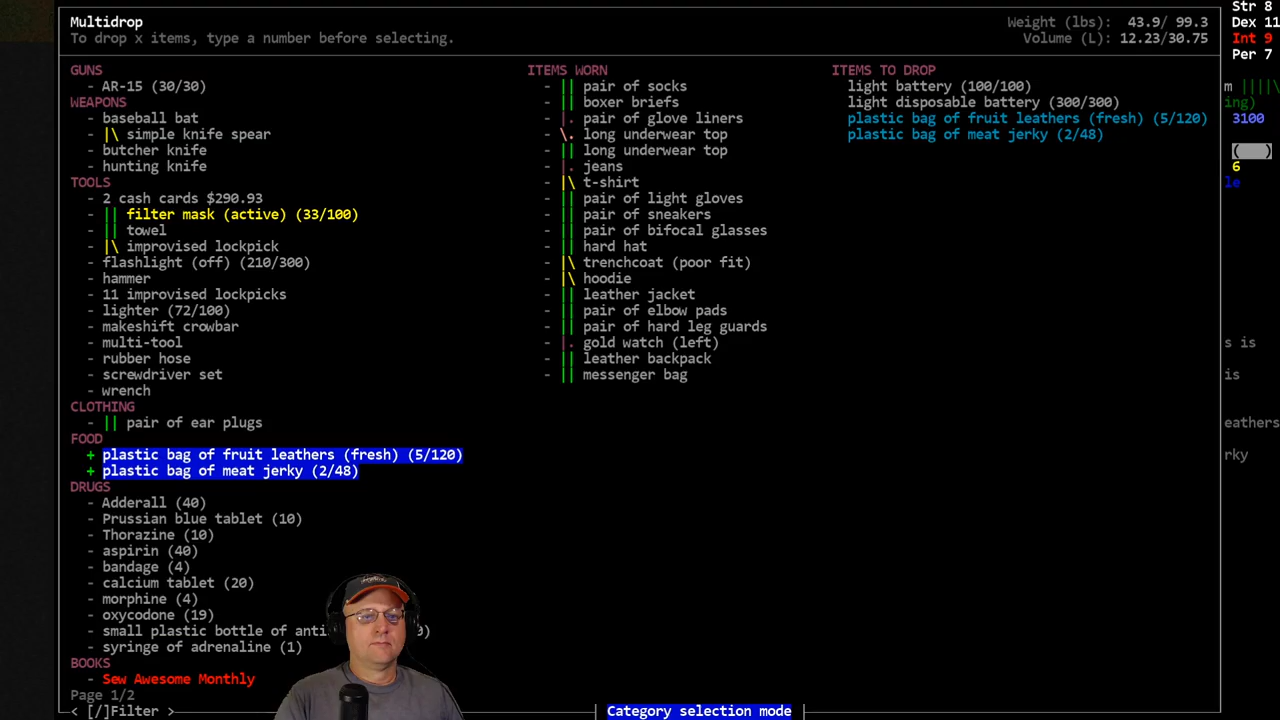 Multidrop
To drop x items, type a number before selecting.
Weight (lbs): 43.9/ 99.3
Volume (L): 12.23/30.75
GUNS
- AR-15 (30/30)
WEAPONS
- baseball bat
- |\ simple knife spear
- butcher knife
- hunting knife
TOOLS
- 2 cash cards $290.93
- || filter mask (active) (33/100)
- || towel
- |\ improvised lockpick
- flashlight (off) (210/300)
- hammer
- 11 improvised lockpicks
- lighter (72/100)
- makeshift crowbar
- multi-tool
- rubber hose
- screwdriver set
- wrench
CLOTHING
- || pair of ear plugs
FOOD
+ plastic bag of fruit leathers (fresh) (5/120)
+ plastic bag of meat jerky (2/48)
DRUGS
- Adderall (40)
- Prussian blue tablet (10)
- Thorazine (10)
- aspirin (40)
- bandage (4)
- calcium tablet (20)
- morphine (4)
- oxycodone (19)
- small plastic bottle of anti
- syringe of adrenaline (1)
BOOKS
- Sew Awesome Monthly
Page 1/2
< [/]Filter >
ITEMS WORN
- || pair of socks
- || boxer briefs
- |. pair of glove liners
- \. long underwear top
- || long underwear top
- |. jeans
- |\ t-shirt
- || pair of light gloves
- || pair of sneakers
- || pair of bifocal glasses
- || hard hat
- |\ trenchcoat (poor fit)
- |\ hoodie
- || leather jacket
- || pair of elbow pads
- || pair of hard leg guards
- |. gold watch (left)
- || leather backpack
- || messenger bag
ITEMS TO DROP
light battery (100/100)
light disposable battery (300/300)
plastic bag of fruit leathers (fresh) (5/120)
plastic bag of meat jerky (2/48)
Category selection mode
Str 8
Dex 11
Int 9
Per 7
m ||||\
ing)
3100
( )
6
le
s is
is
eathers
rky